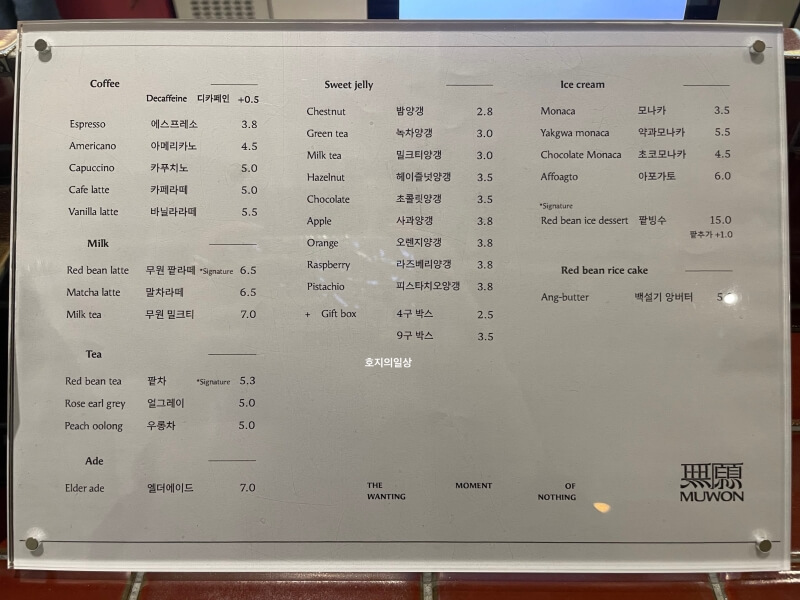 Coffee
Decaffeine 디카페인 +0.5
Espresso 에스프레소 3.8
Americano 아메리카노 4.5
Capuccino 카푸치노 5.0
Cafe latte 카페라떼 5.0
Vanilla latte 바닐라라떼 5.5
Milk
Red bean latte 무원 팥라떼 *Signature 6.5
Matcha latte 말차라떼 6.5
Milk tea 무원 밀크티 7.0
Tea
Red bean tea 팥차 *Signature 5.3
Rose earl grey 얼그레이 5.0
Peach oolong 우롱차 5.0
Ade
Elder ade 엘더에이드 7.0
Sweet jelly
Chestnut 밤양갱 2.8
Green tea 녹차양갱 3.0
Milk tea 밀크티양갱 3.0
Hazelnut 헤이즐넛양갱 3.5
Chocolate 초콜릿양갱 3.5
Apple 사과양갱 3.8
Orange 오렌지양갱 3.8
Raspberry 라즈베리양갱 3.8
Pistachio 피스타치오양갱 3.8
+ Gift box 4구 박스 2.5
9구 박스 3.5
호지의일상
Ice cream
Monaca 모나카 3.5
Yakgwa monaca 약과모나카 5.5
Chocolate Monaca 초코모나카 4.5
Affoagto 아포가토 6.0
*Signature
Red bean ice dessert 팥빙수 15.0
팥추가 +1.0
Red bean rice cake
Ang-butter 백설기 앙버터
THE MOMENT OF
WANTING NOTHING
無願
MUWON